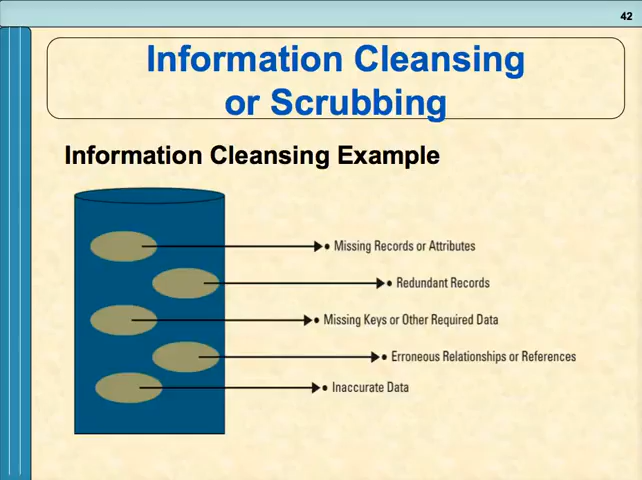 42
Information Cleansing
or Scrubbing
Information Cleansing Example
• Missing Records or Attributes
• Redundant Records
• Missing Keys or Other Required Data
• Erroneous Relationships or References
• Inaccurate Data